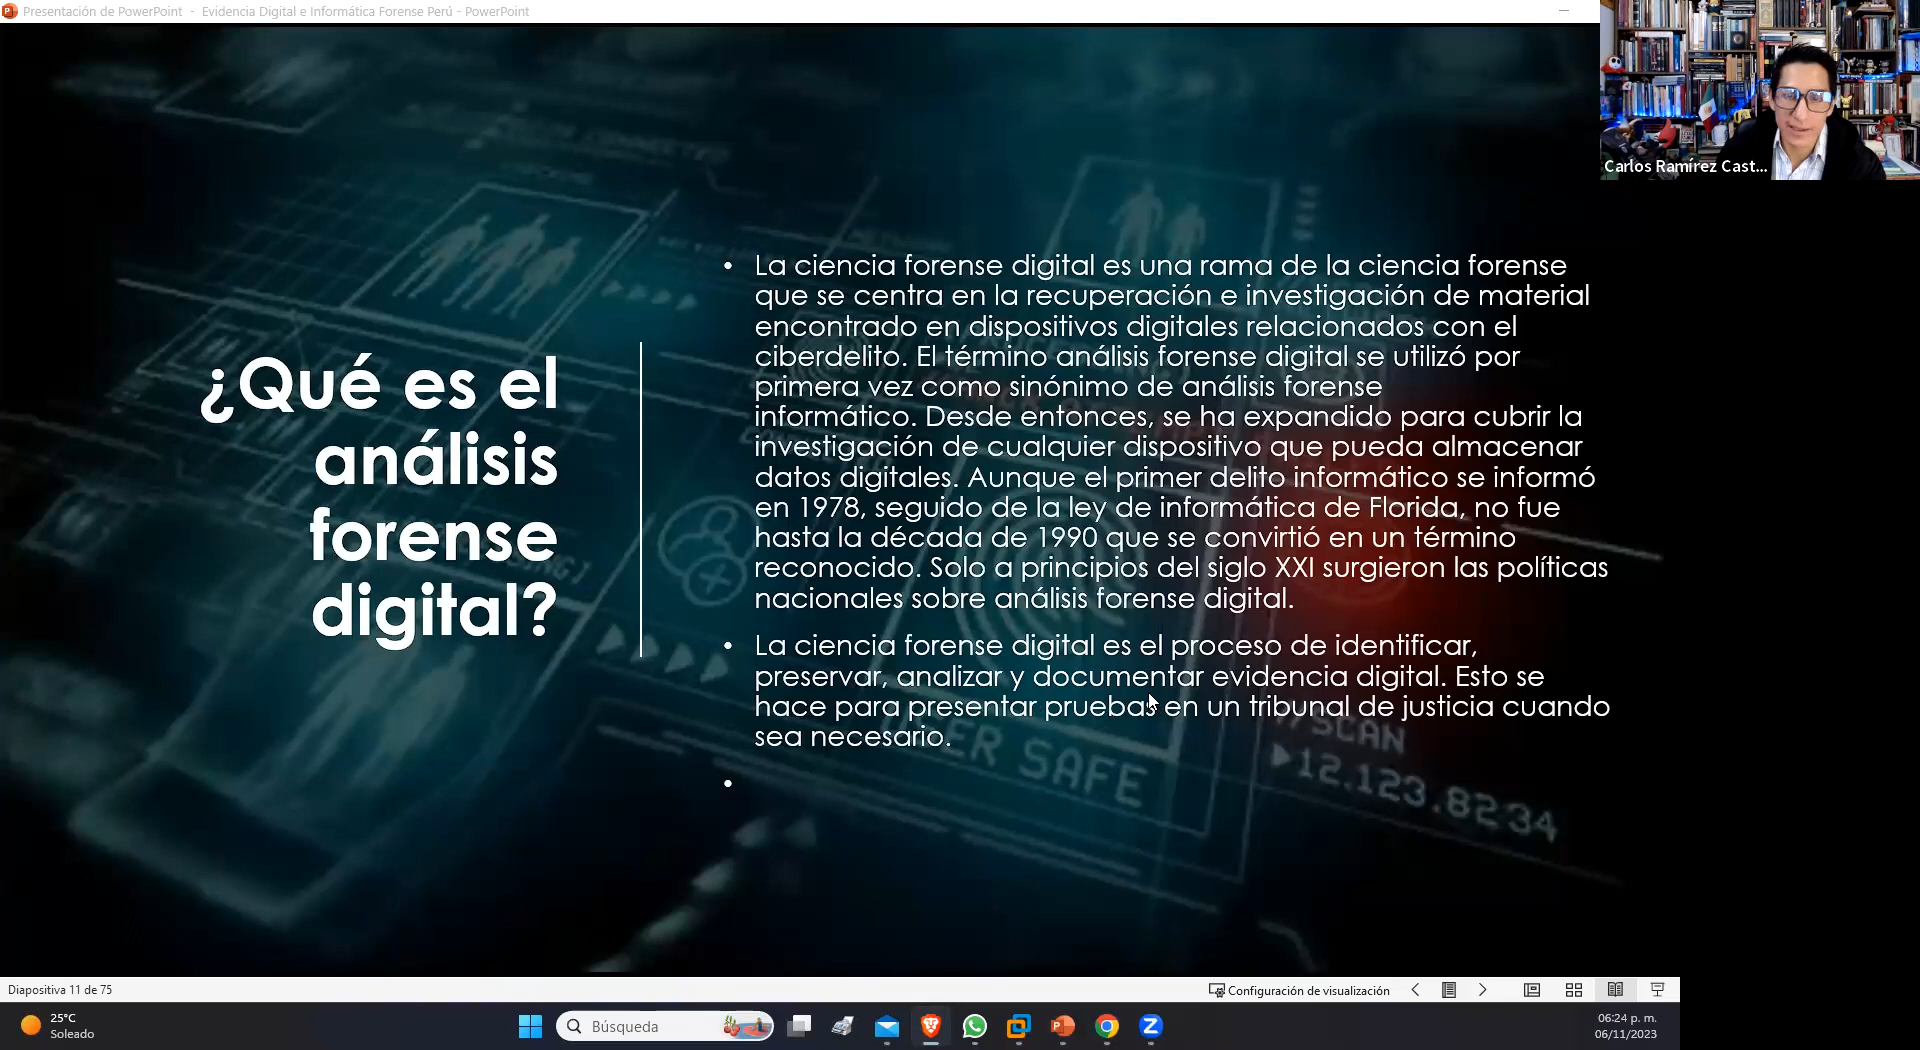 Presentación de PowerPoint - Evidencia Digital e Informática Forense Perú - PowerPoint
Carlos Ramírez Cast...
¿Qué es el
análisis
forense
digital?
• La ciencia forense digital es una rama de la ciencia forense
que se centra en la recuperación e investigación de material
encontrado en dispositivos digitales relacionados con el
ciberdelito. El término análisis forense digital se utilizó por
primera vez como sinónimo de análisis forense
informático. Desde entonces, se ha expandido para cubrir la
investigación de cualquier dispositivo que pueda almacenar
datos digitales. Aunque el primer delito informático se informó
en 1978, seguido de la ley de informática de Florida, no fue
hasta la década de 1990 que se convirtió en un término
reconocido. Solo a principios del siglo XXI surgieron las políticas
nacionales sobre análisis forense digital.
• La ciencia forense digital es el proceso de identificar,
preservar, analizar y documentar evidencia digital. Esto se
hace para presentar pruebas en un tribunal de justicia cuando
sea necesario.
•
SAFE
/SCAN
12.123.8234
Diapositiva 11 de 75
Configuración de visualización
25°C
Soleado
Búsqueda
06:24 p. m.
06/11/2023